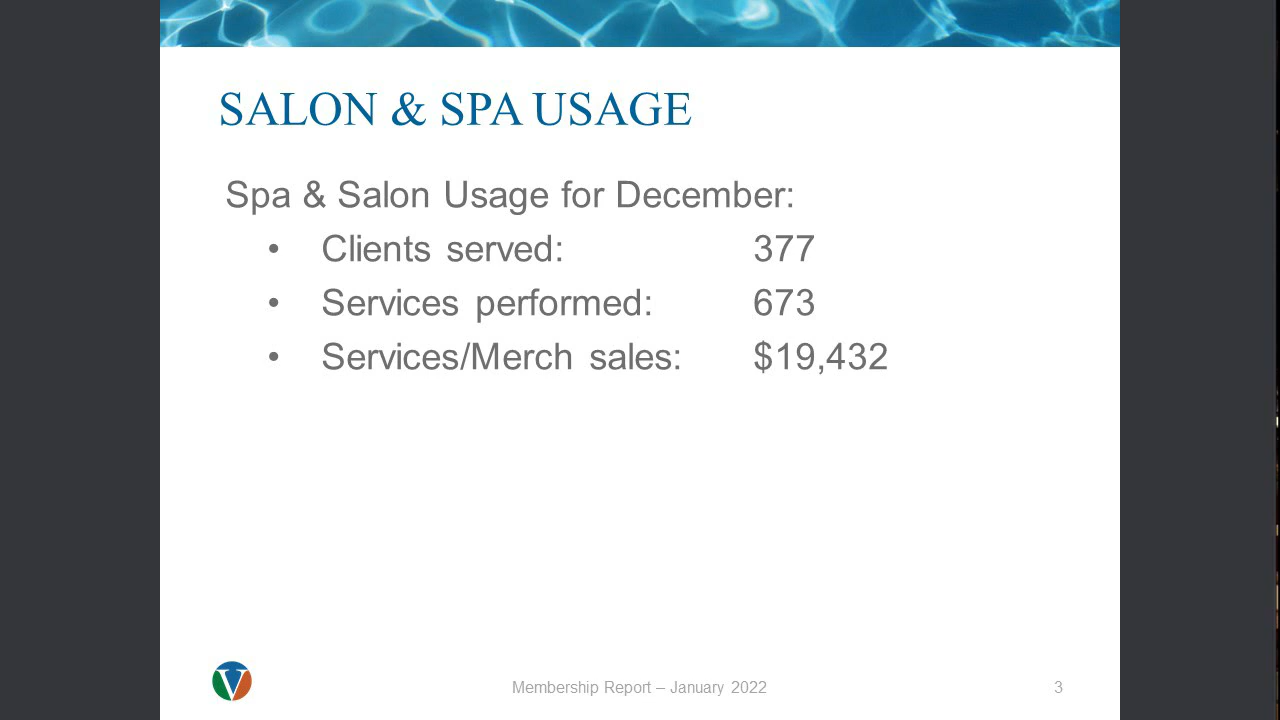 SALON & SPA USAGE
Spa & Salon Usage for December:
• Clients served: 377
• Services performed: 673
• Services/Merch sales: $19,432
V
Membership Report – January 2022
3